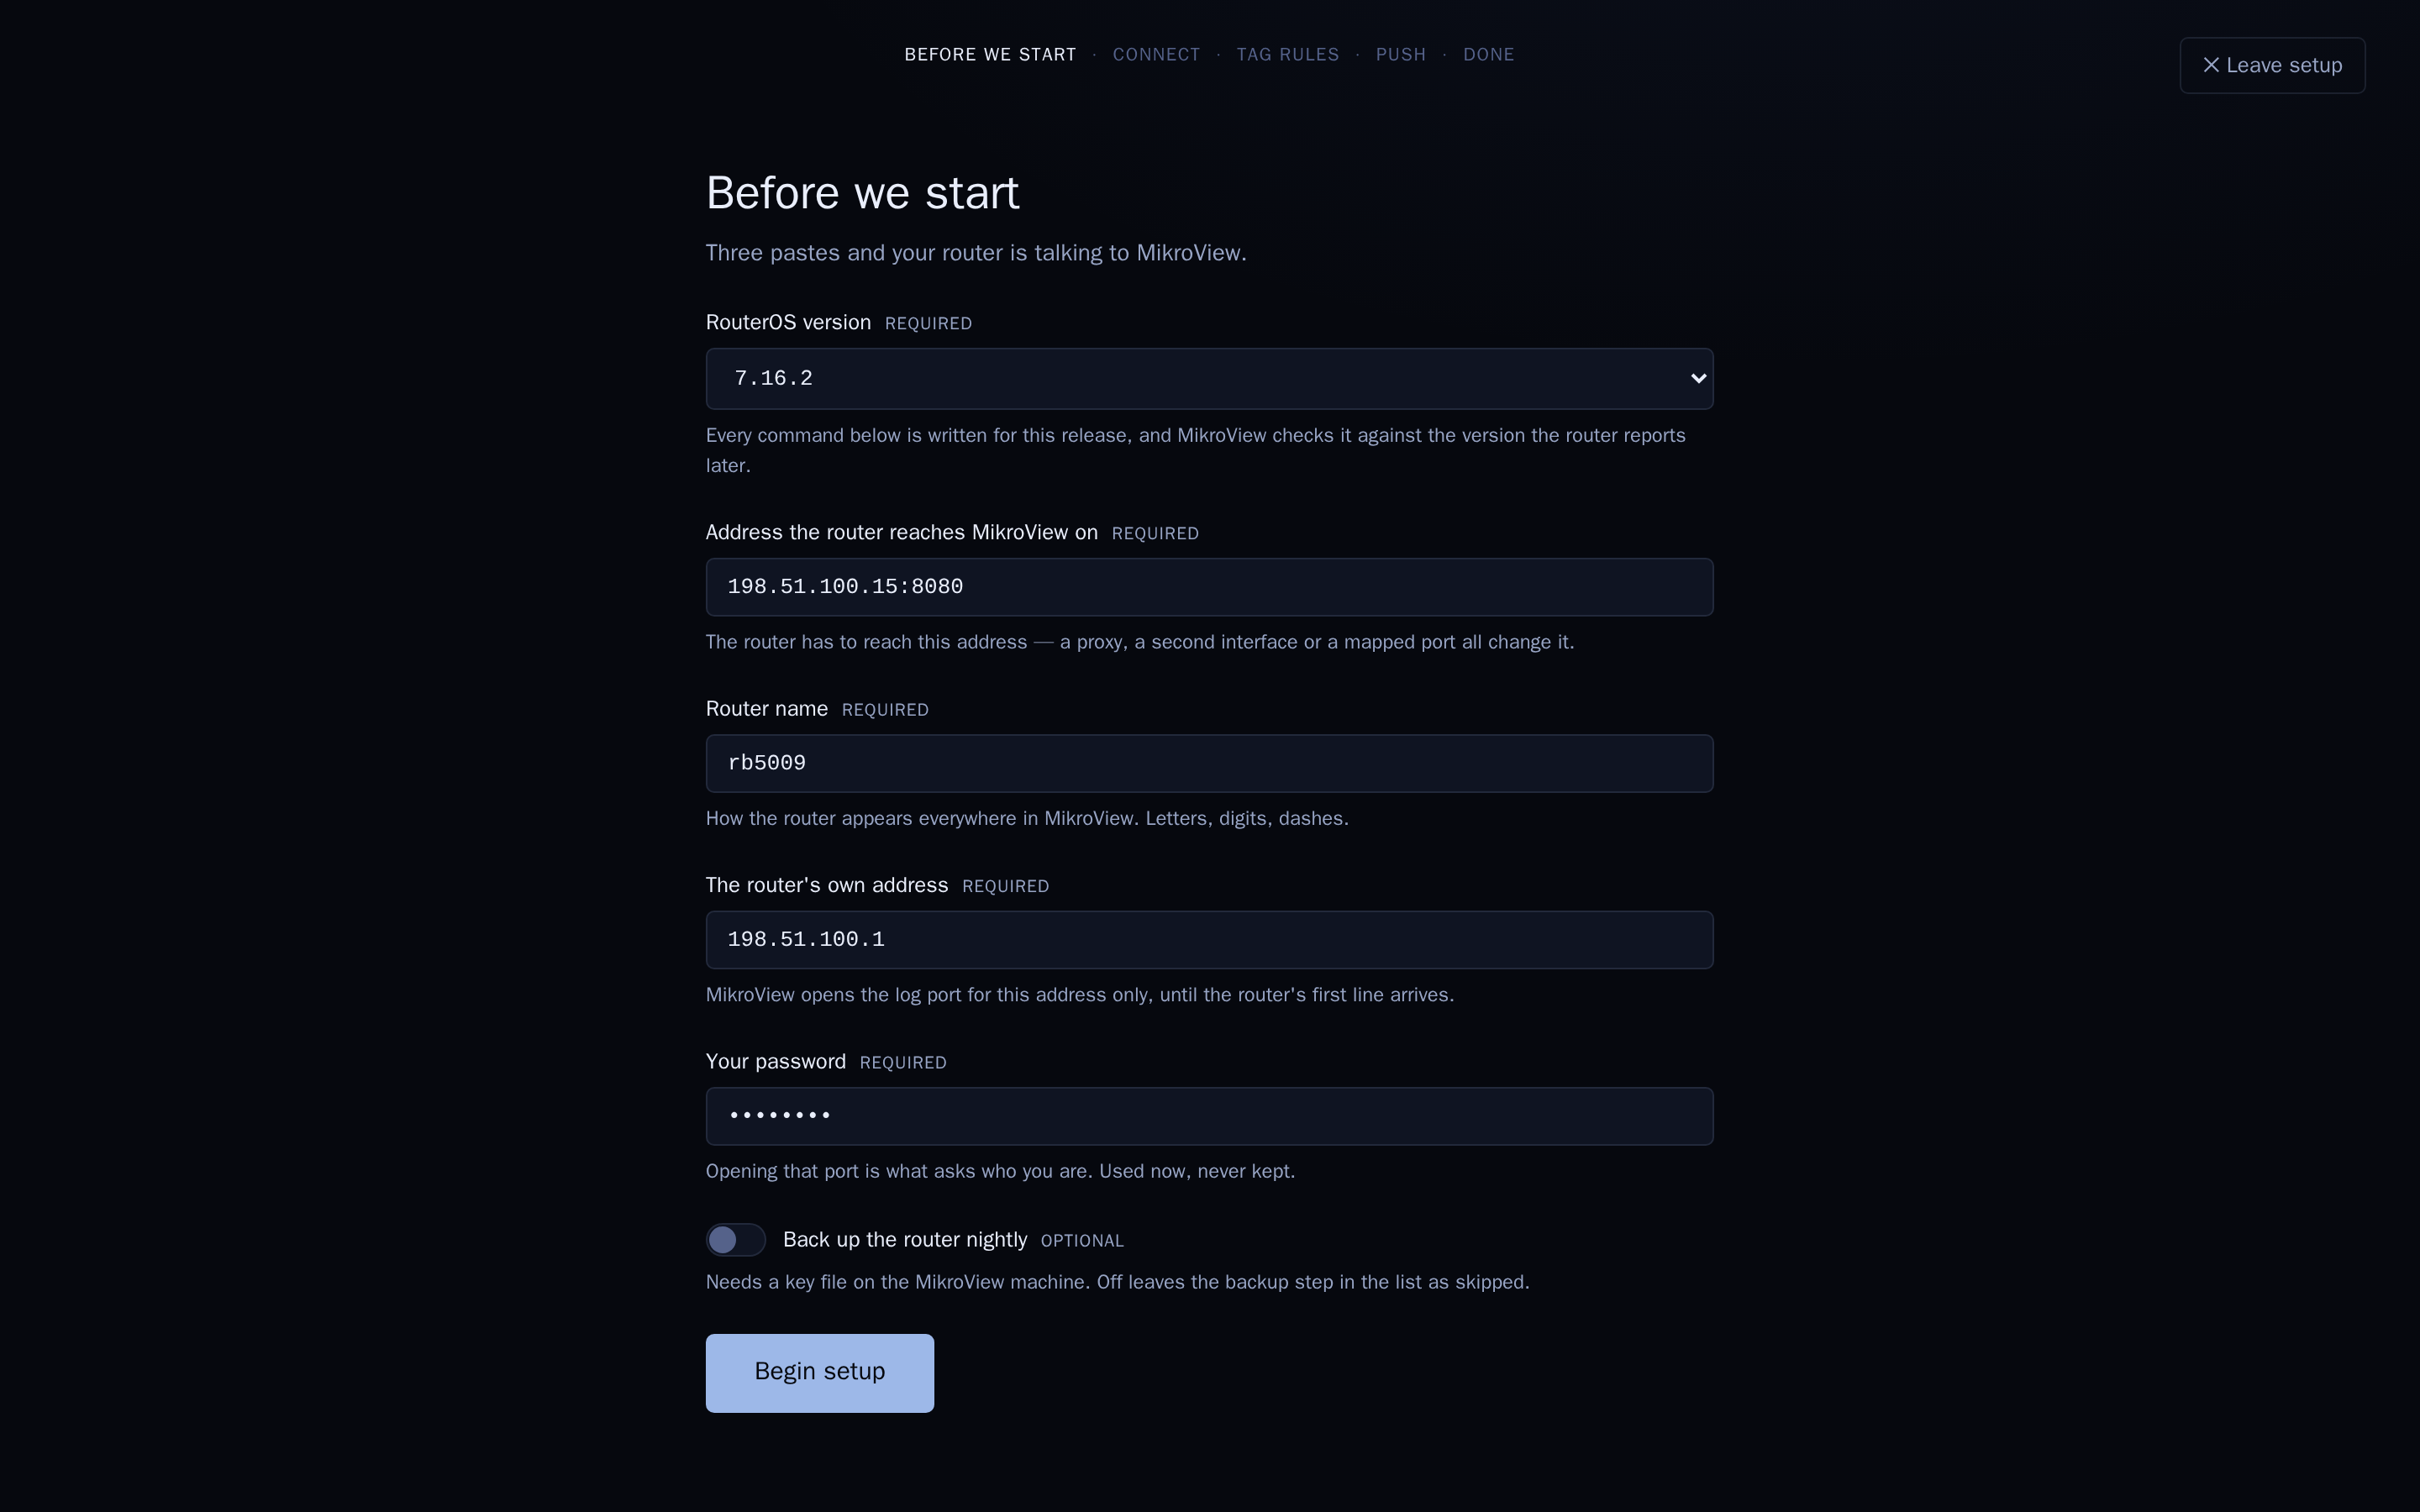 BEFORE WE START · CONNECT · TAG RULES · PUSH · DONE
Leave setup
Before we start
Three pastes and your router is talking to MikroView.
RouterOS version REQUIRED
7.16.2
Every command below is written for this release, and MikroView checks it against the version the router reports
later.
Address the router reaches MikroView on REQUIRED
198.51.100.15:8080
The router has to reach this address — a proxy, a second interface or a mapped port all change it.
Router name REQUIRED
rb5009
How the router appears everywhere in MikroView. Letters, digits, dashes.
The router's own address REQUIRED
198.51.100.1
MikroView opens the log port for this address only, until the router's first line arrives.
Your password REQUIRED
••••••••
Opening that port is what asks who you are. Used now, never kept.
Back up the router nightly OPTIONAL
Needs a key file on the MikroView machine. Off leaves the backup step in the list as skipped.
Begin setup